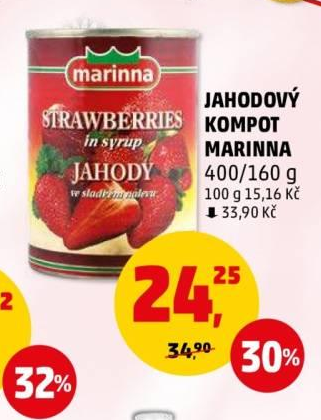 marinna
STRAWBERRIES
in syrup
JAHODY
ve sladkém nálevu
JAHODOVÝ
KOMPOT
MARINNA
400/160 g
100 g 15,16 Kč
⬇ 33,90 Kč
24,25
34,90
30%
2
32%